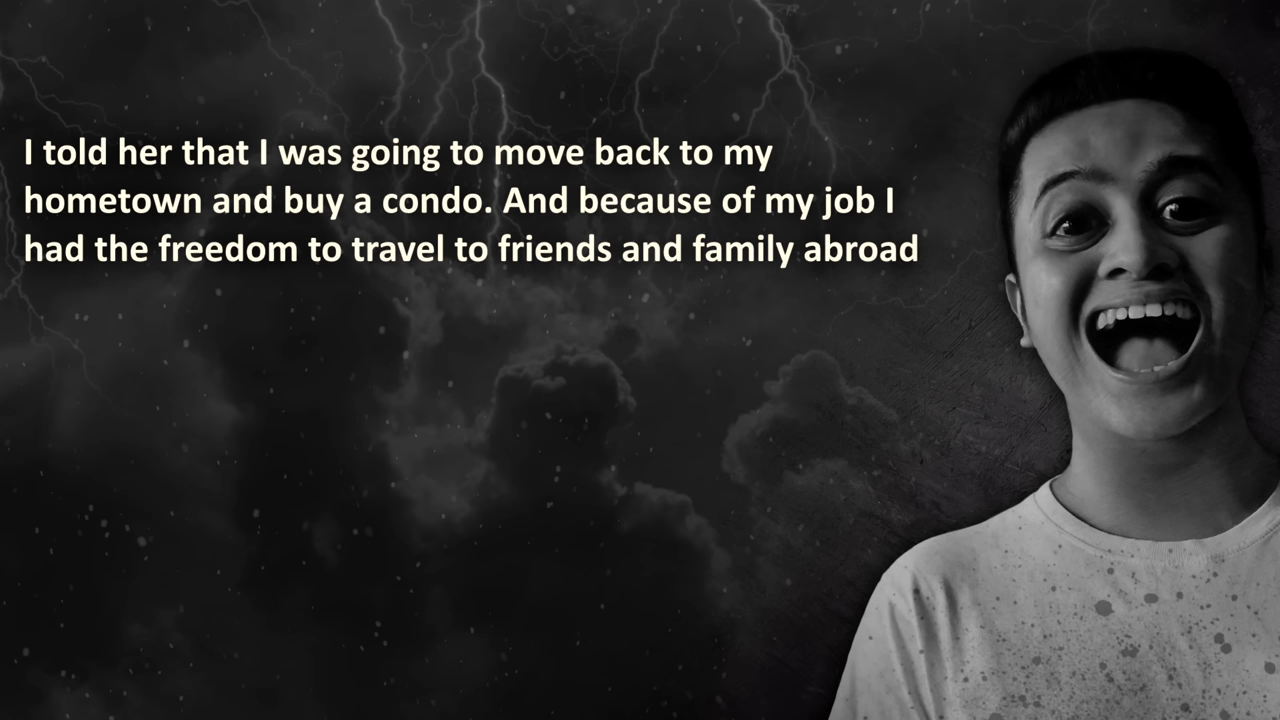 I told her that I was going to move back to my
hometown and buy a condo. And because of my job I
had the freedom to travel to friends and family abroad